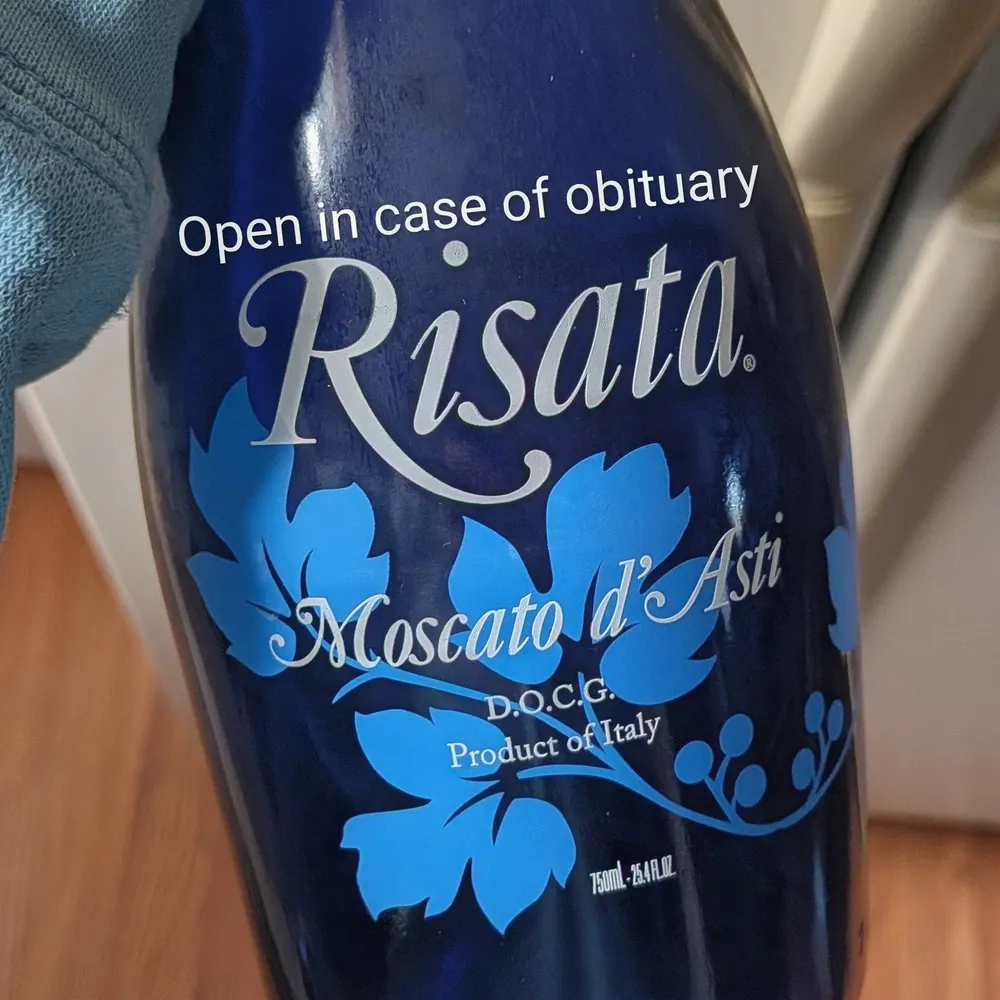 Open in case of obituary
Risata®
Moscato d' Asti
D.O.C.G.
Product of Italy
750mL - 25.4 FL.OZ.